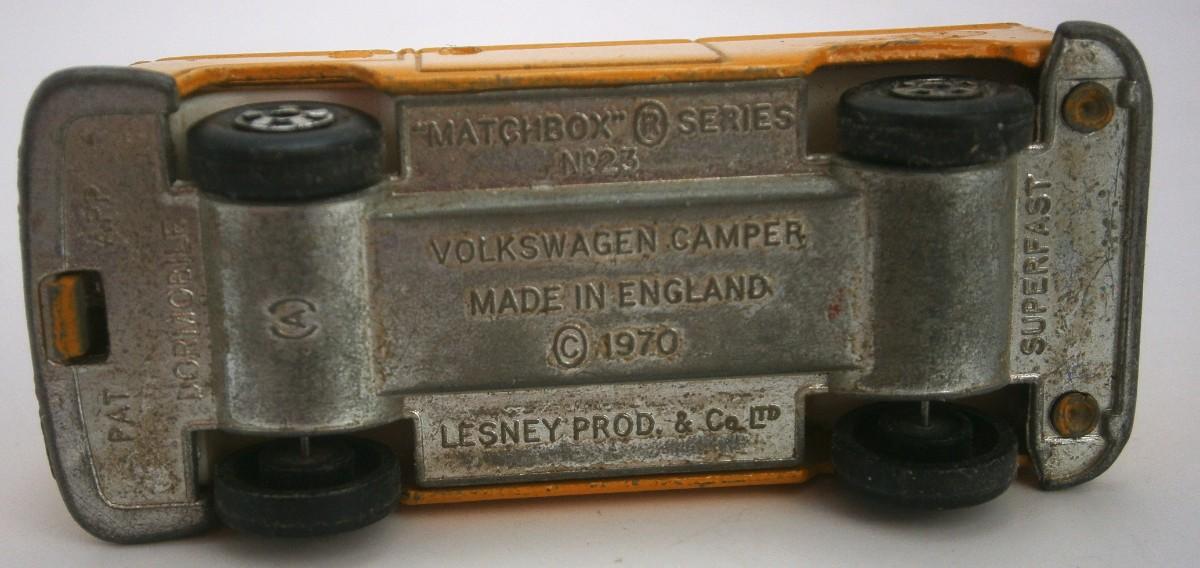 "MATCHBOX" ® SERIES
Nº23
VOLKSWAGEN CAMPER
MADE IN ENGLAND
© 1970
LESNEY PROD. & Co. LTD
SUPERFAST
DORMOBILE
PAT APP
(A)